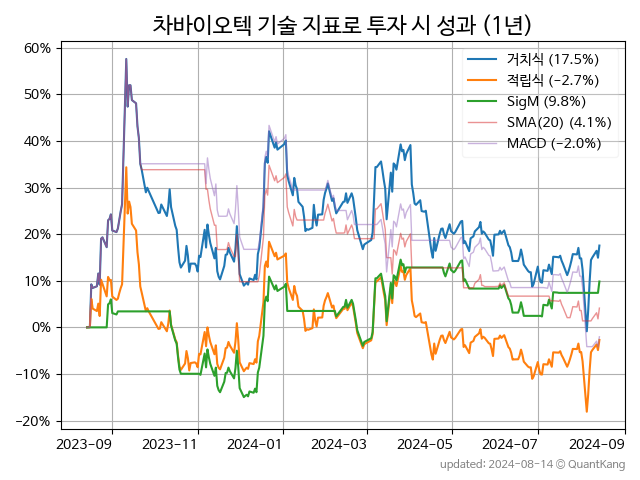 차바이오텍 기술 지표로 투자 시 성과 (1년)
60%
50%
40%
30%
20%
10%
0%
−10%
−20%
거치식 (17.5%)
적립식 (−2.7%)
SigM (9.8%)
SMA(20) (4.1%)
MACD (−2.0%)
2023−09
2023−11
2024−01
2024−03
2024−05
2024−07
2024−09
updated: 2024−08−14 © QuantKang